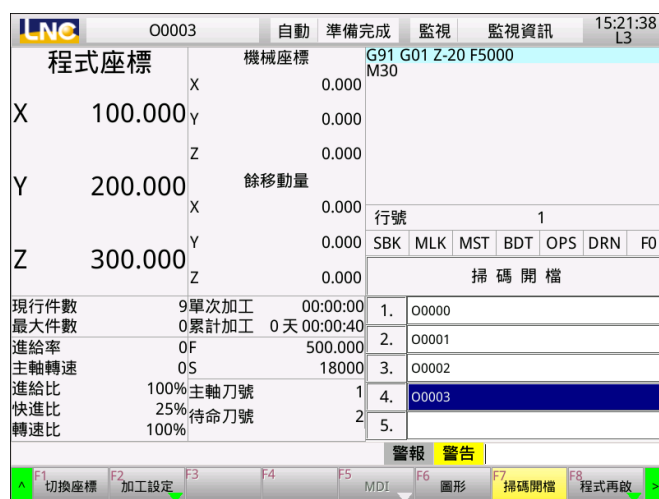 LNC O0003 自動 準備完成 監視 監視資訊 15:21:38 L3
程式座標
X 100.000
Y 200.000
Z 300.000
機械座標
X 0.000
Y 0.000
Z 0.000
餘移動量
X 0.000
Y 0.000
Z 0.000
G91 G01 Z-20 F5000
M30
行號 1
SBK MLK MST BDT OPS DRN F0
掃碼開檔
1. O0000
2. O0001
3. O0002
4. O0003
5.
現行件數 9 單次加工 00:00:00
最大件數 0 累計加工 0 天 00:00:40
進給率 0 F 500.000
主軸轉速 0 S 18000
進給比 100% 主軸刀號 1
快進比 25% 待命刀號 2
轉速比 100%
警報 警告
^ F1 切換座標 F2 加工設定 F3 F4 F5 MDI F6 圖形 F7 掃碼開檔 F8 程式再啟 >